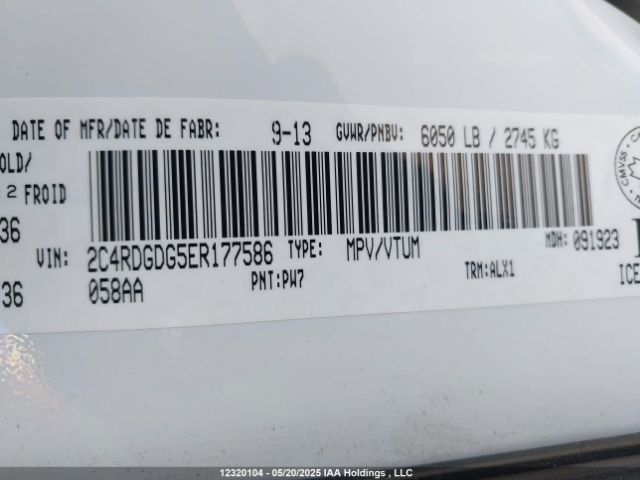 DATE OF MFR/DATE DE FABR: 9-13 GVWR/PNBV: 6050 LB / 2745 KG
OLD/
2 FROID
36
VIN: 2C4RDGDG5ER177586 TYPE: MPV/VTUM MDH: 091923
36 058AA PNT:PW7 TRM:ALX1
ICE
CMVSS
12320104 - 05/20/2025 IAA Holdings , LLC